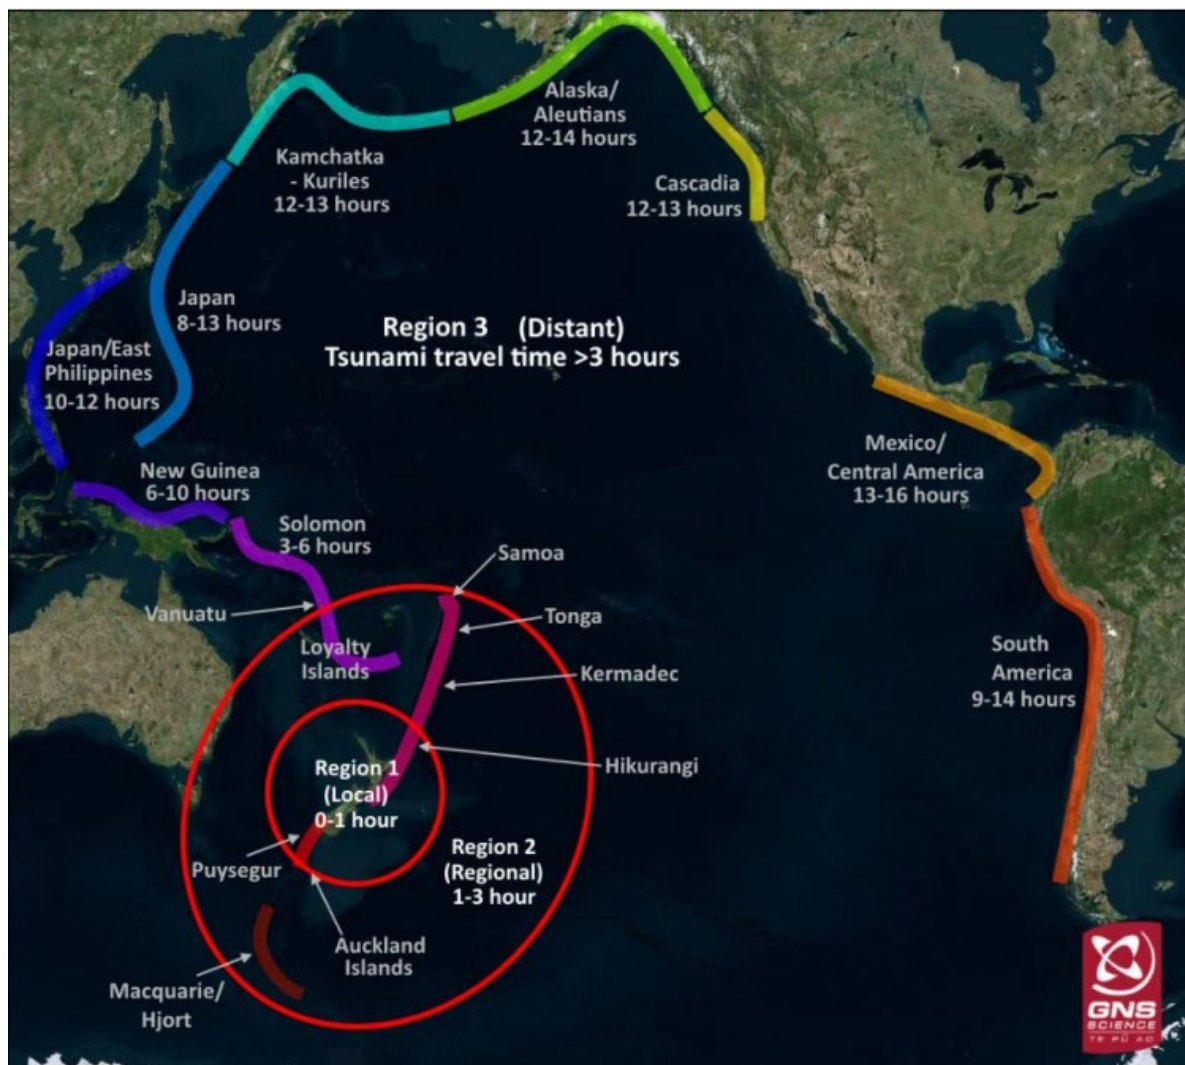 Alaska/
Aleutians
12-14 hours
Kamchatka
- Kuriles
12-13 hours
Cascadia
12-13 hours
Japan
8-13 hours
Region 3 (Distant)
Tsunami travel time >3 hours
Japan/East
Philippines
10-12 hours
Mexico/
Central America
13-16 hours
New Guinea
6-10 hours
Solomon
3-6 hours
Samoa
Vanuatu
Tonga
Loyalty
Islands
Kermadec
South
America
9-14 hours
Hikurangi
Region 1
(Local)
0-1 hour
Region 2
(Regional)
1-3 hour
Puysegur
Auckland
Islands
Macquarie/
Hjort
GNS
SCIENCE
TE PŪ AO